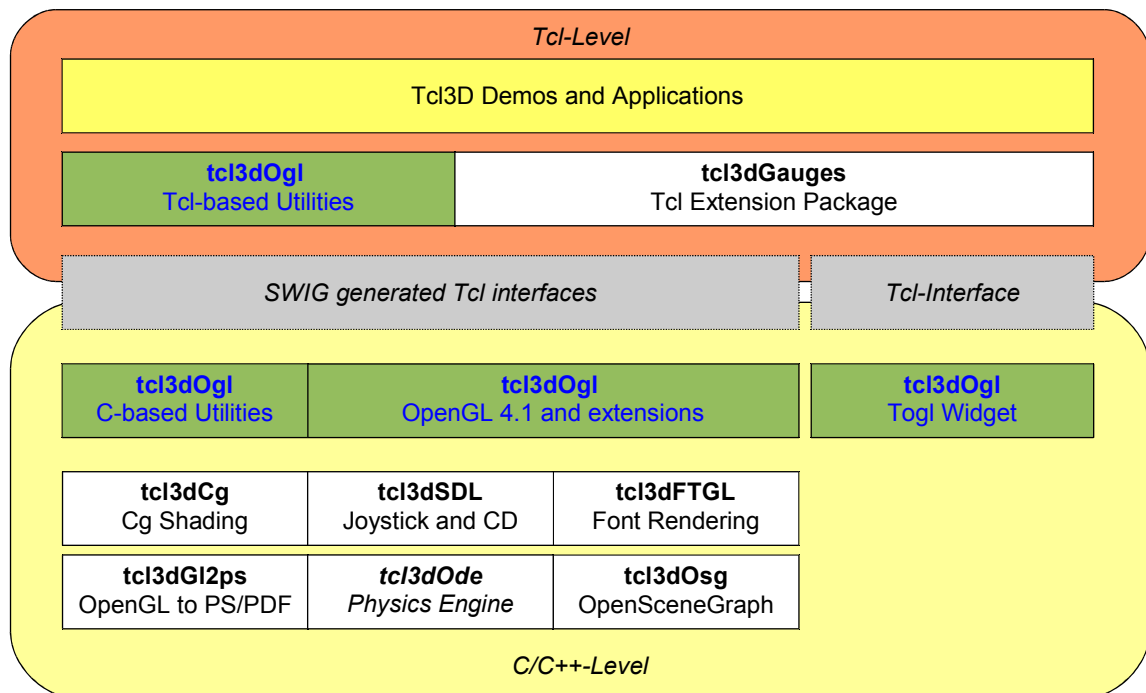 Tcl-Level
Tcl3D Demos and Applications
tcl3dOgl
Tcl-based Utilities
tcl3dGauges
Tcl Extension Package
SWIG generated Tcl interfaces
Tcl-Interface
tcl3dOgl
C-based Utilities
tcl3dOgl
OpenGL 4.1 and extensions
tcl3dOgl
Togl Widget
tcl3dCg
Cg Shading
tcl3dSDL
Joystick and CD
tcl3dFTGL
Font Rendering
tcl3dGl2ps
OpenGL to PS/PDF
tcl3dOde
Physics Engine
tcl3dOsg
OpenSceneGraph
C/C++-Level